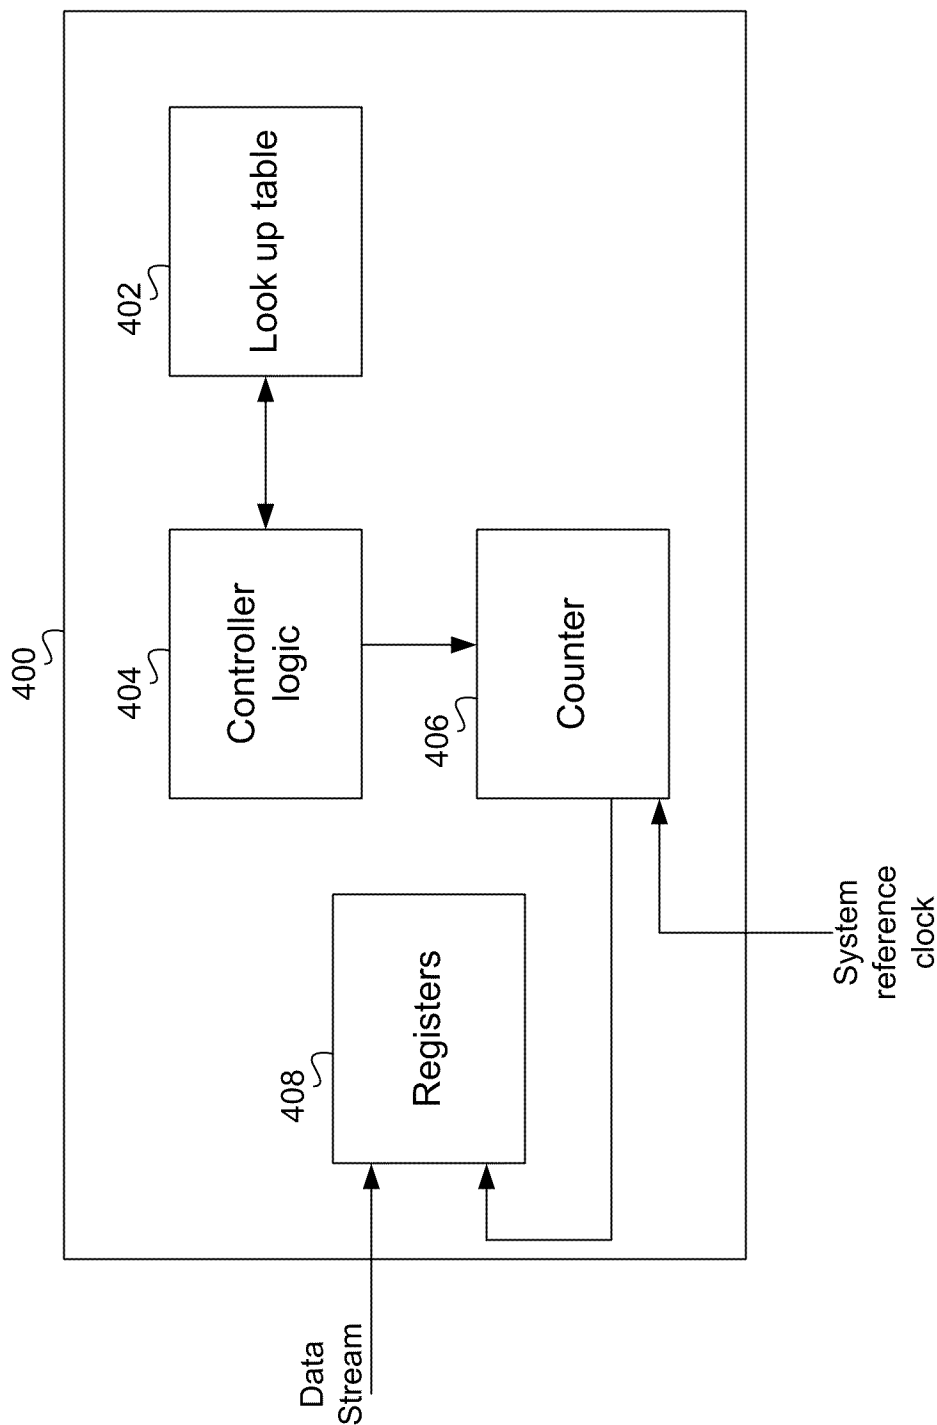 400
402
Look up table
404
Controller
logic
406
Counter
408
Registers
Data
Stream
System
reference
clock